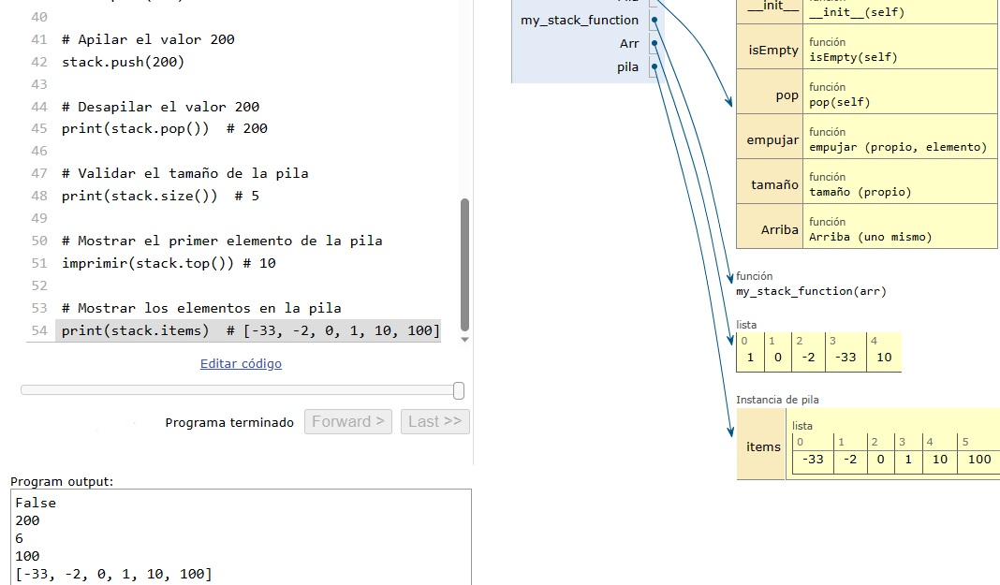 40
41 # Apilar el valor 200
42 stack.push(200)
43
44 # Desapilar el valor 200
45 print(stack.pop()) # 200
46
47 # Validar el tamaño de la pila
48 print(stack.size()) # 5
49
50 # Mostrar el primer elemento de la pila
51 imprimir(stack.top()) # 10
52
53 # Mostrar los elementos en la pila
54 print(stack.items) # [-33, -2, 0, 1, 10, 100]
Editar código
Programa terminado
Forward >
Last >>
Program output:
False
200
6
100
[-33, -2, 0, 1, 10, 100]
my_stack_function
Arr
pila
__init__
__init__(self)
isEmpty
función
isEmpty(self)
pop
función
pop(self)
empujar
función
empujar (propio, elemento)
tamaño
función
tamaño (propio)
Arriba
función
Arriba (uno mismo)
función
my_stack_function(arr)
lista
0 1 2 3 4
1 0 -2 -33 10
Instancia de pila
items
lista
0 1 2 3 4 5
-33 -2 0 1 10 100